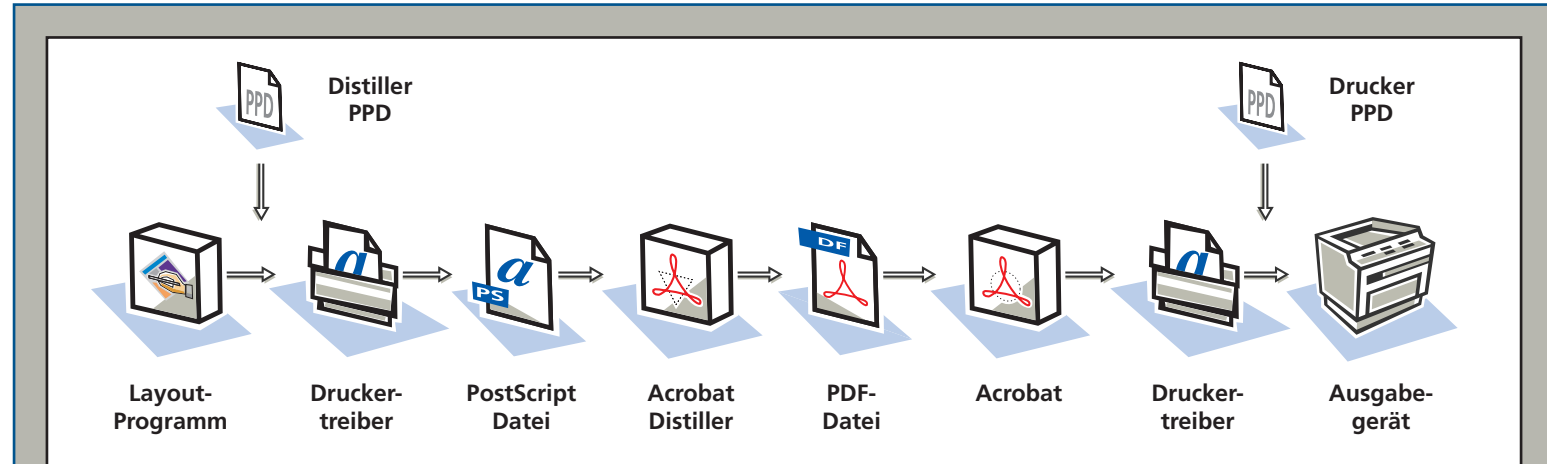 PPD
Distiller
PPD
PPD
Drucker
PPD
a
a
PS
DF
a
Layout-
Programm
Drucker-
treiber
PostScript
Datei
Acrobat
Distiller
PDF-
Datei
Acrobat
Drucker-
treiber
Ausgabe-
gerät